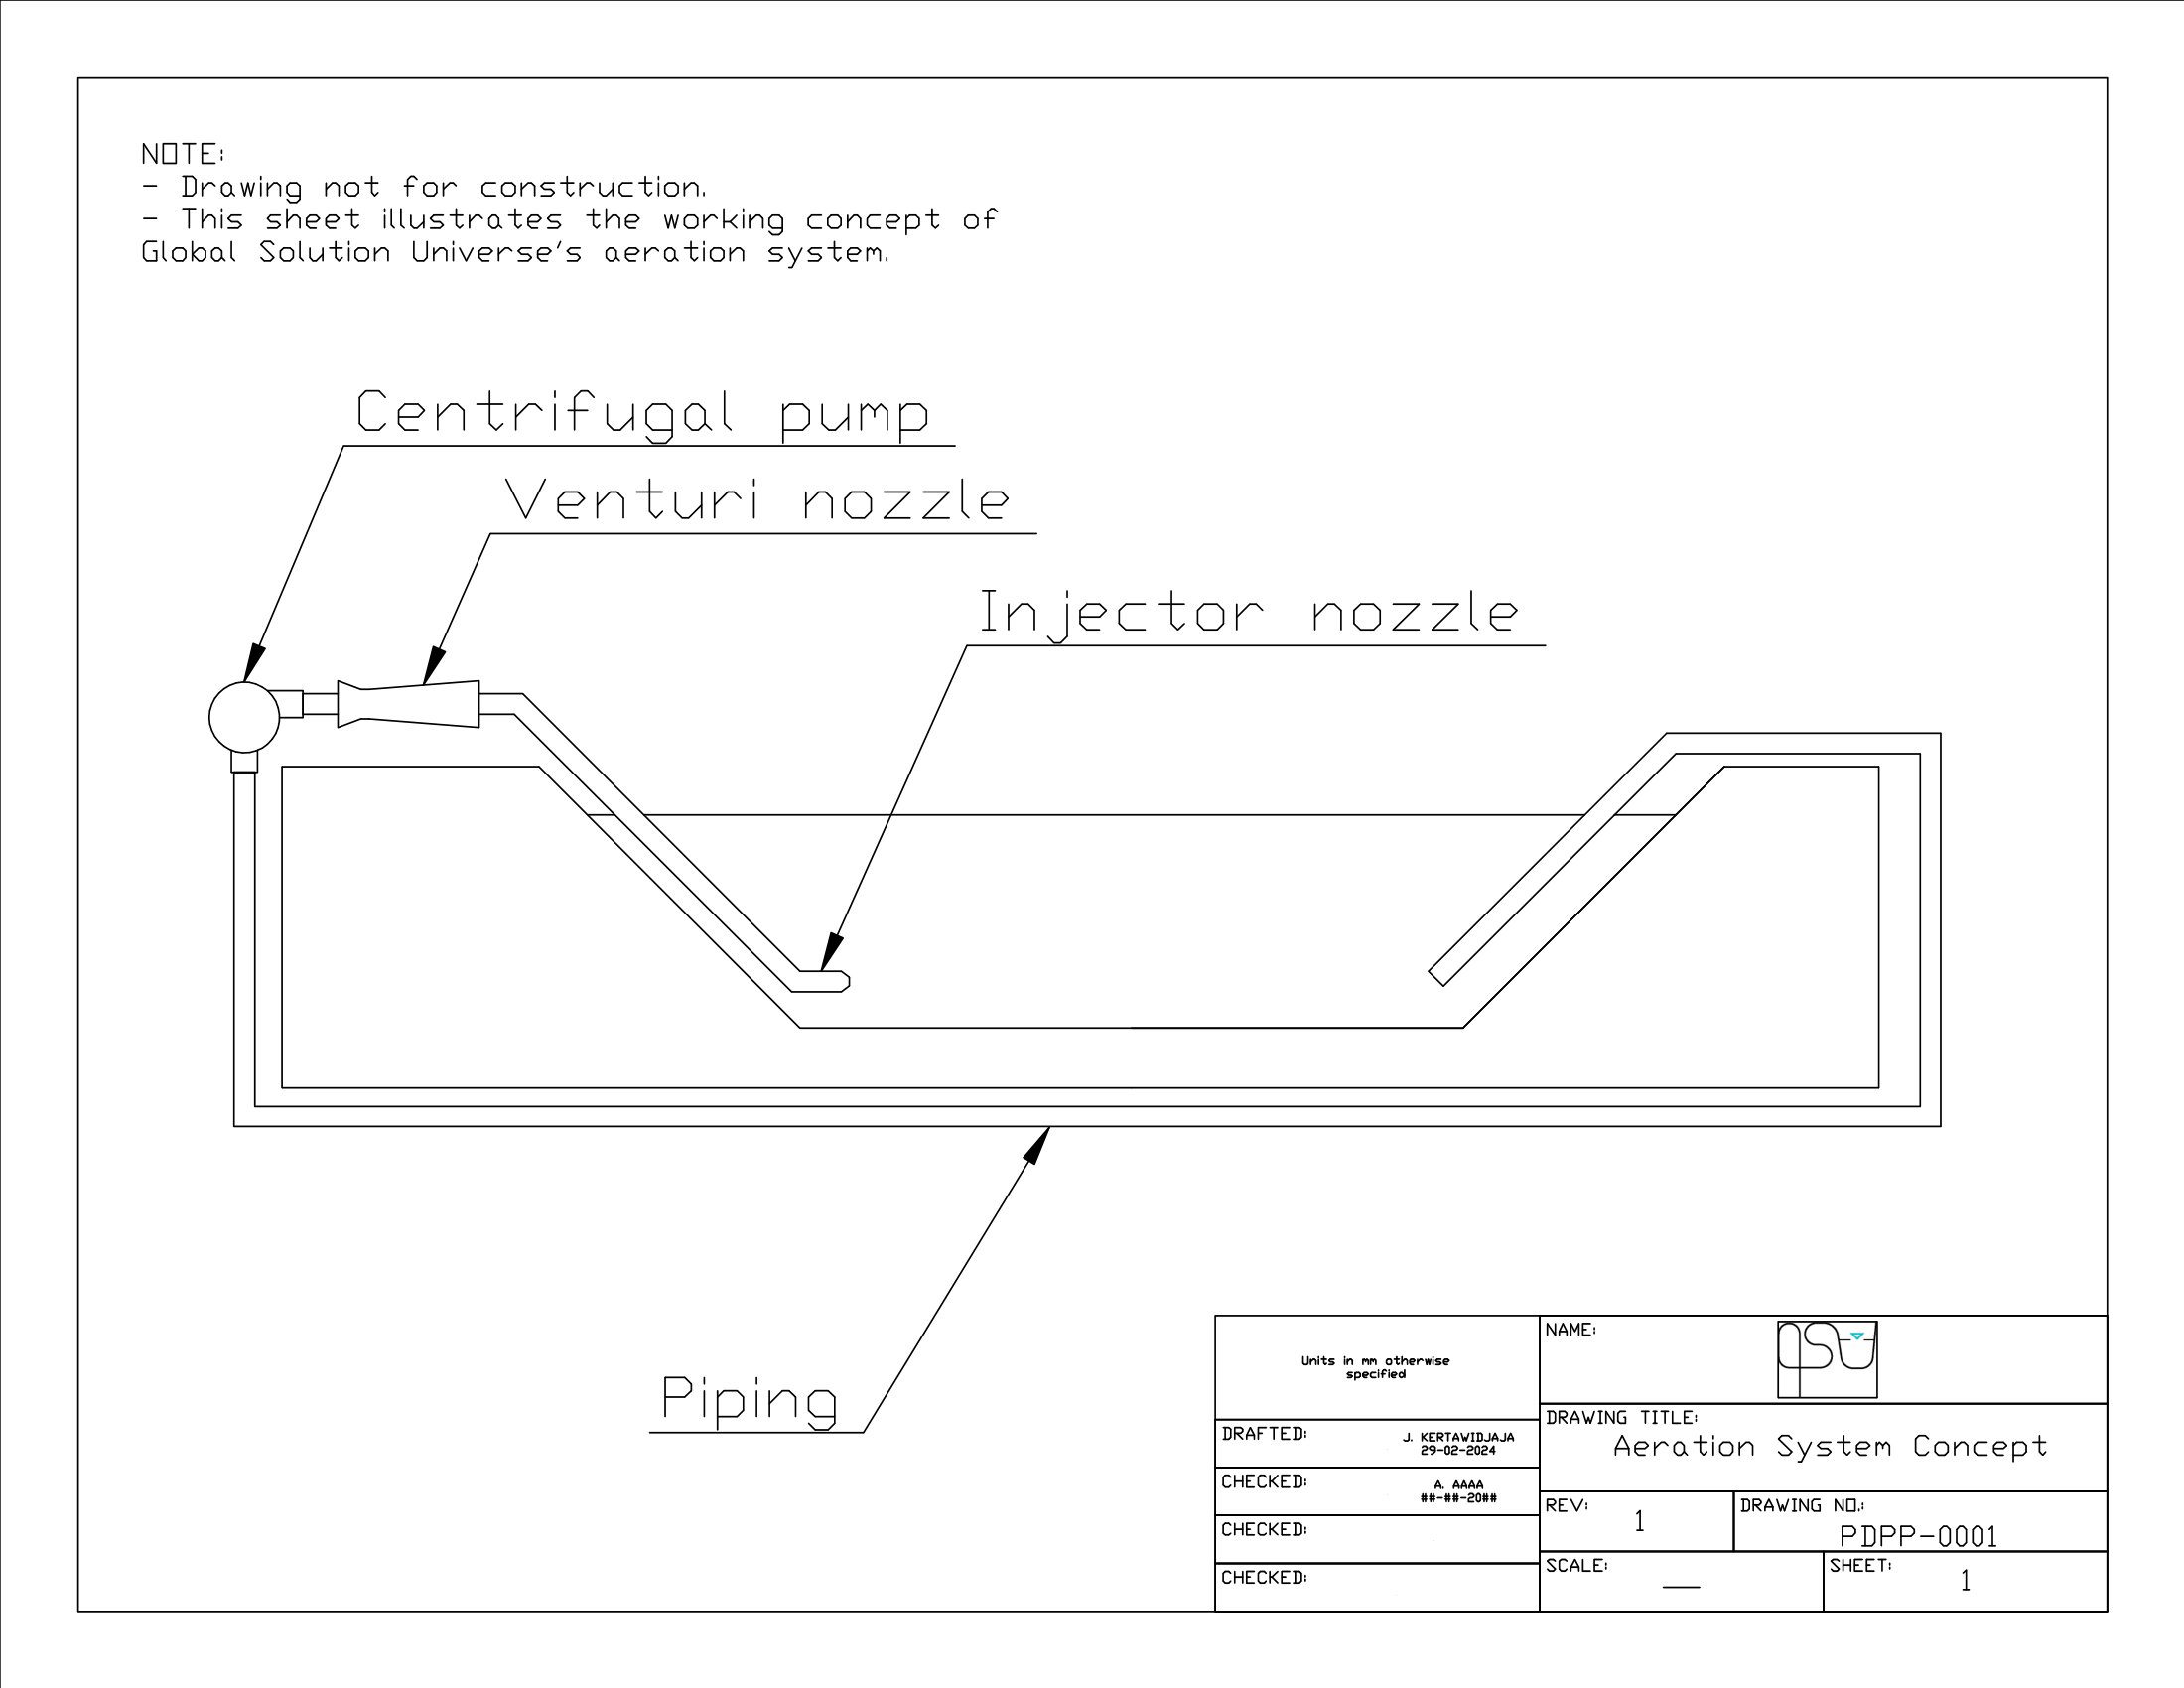 NOTE:
- Drawing not for construction.
- This sheet illustrates the working concept of
Global Solution Universe's aeration system.
Centrifugal pump
Venturi nozzle
Injector nozzle
Piping
Units in mm otherwise
specified
DRAFTED:
J. KERTAWIDJAJA
29-02-2024
CHECKED:
A. AAAA
##-##-20##
CHECKED:
CHECKED:
NAME:
GSU
DRAWING TITLE:
Aeration System Concept
REV:
1
DRAWING NO.:
PDPP-0001
SCALE:
—
SHEET:
1